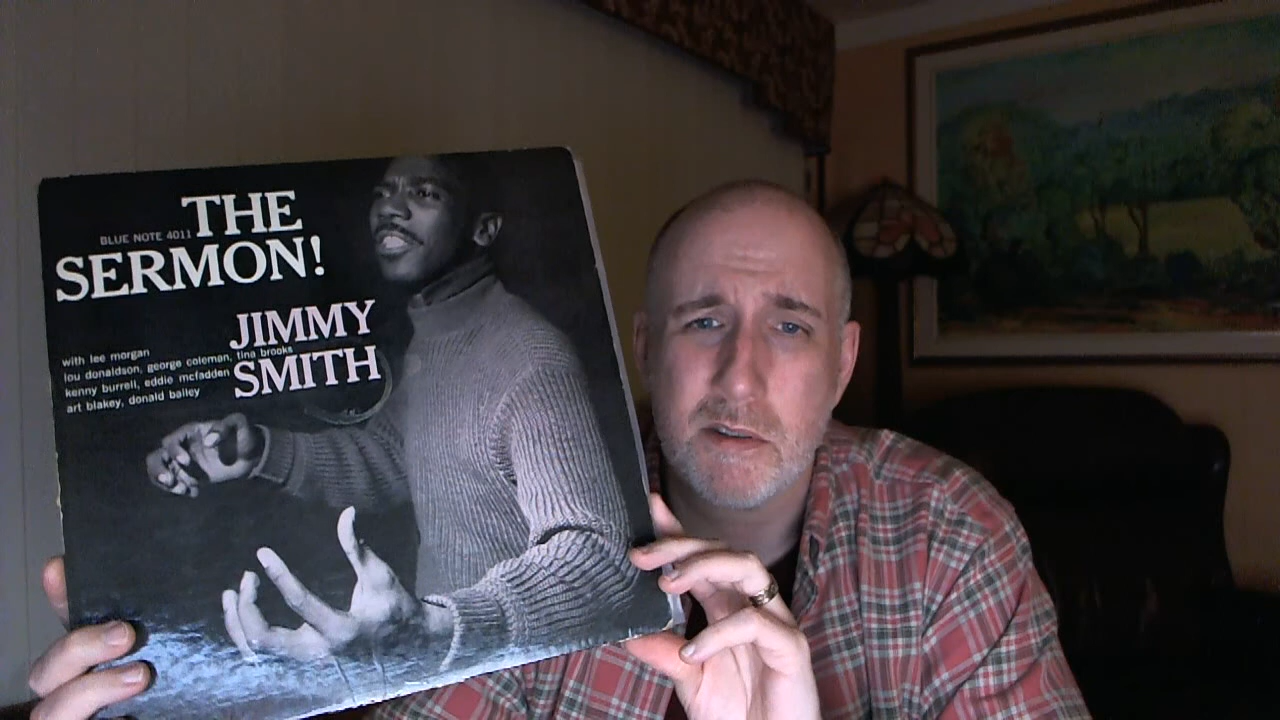 BLUE NOTE 4011 THE
SERMON!
JIMMY
SMITH
with lee morgan
lou donaldson, george coleman, tina brooks
kenny burrell, eddie mcfadden
art blakey, donald bailey